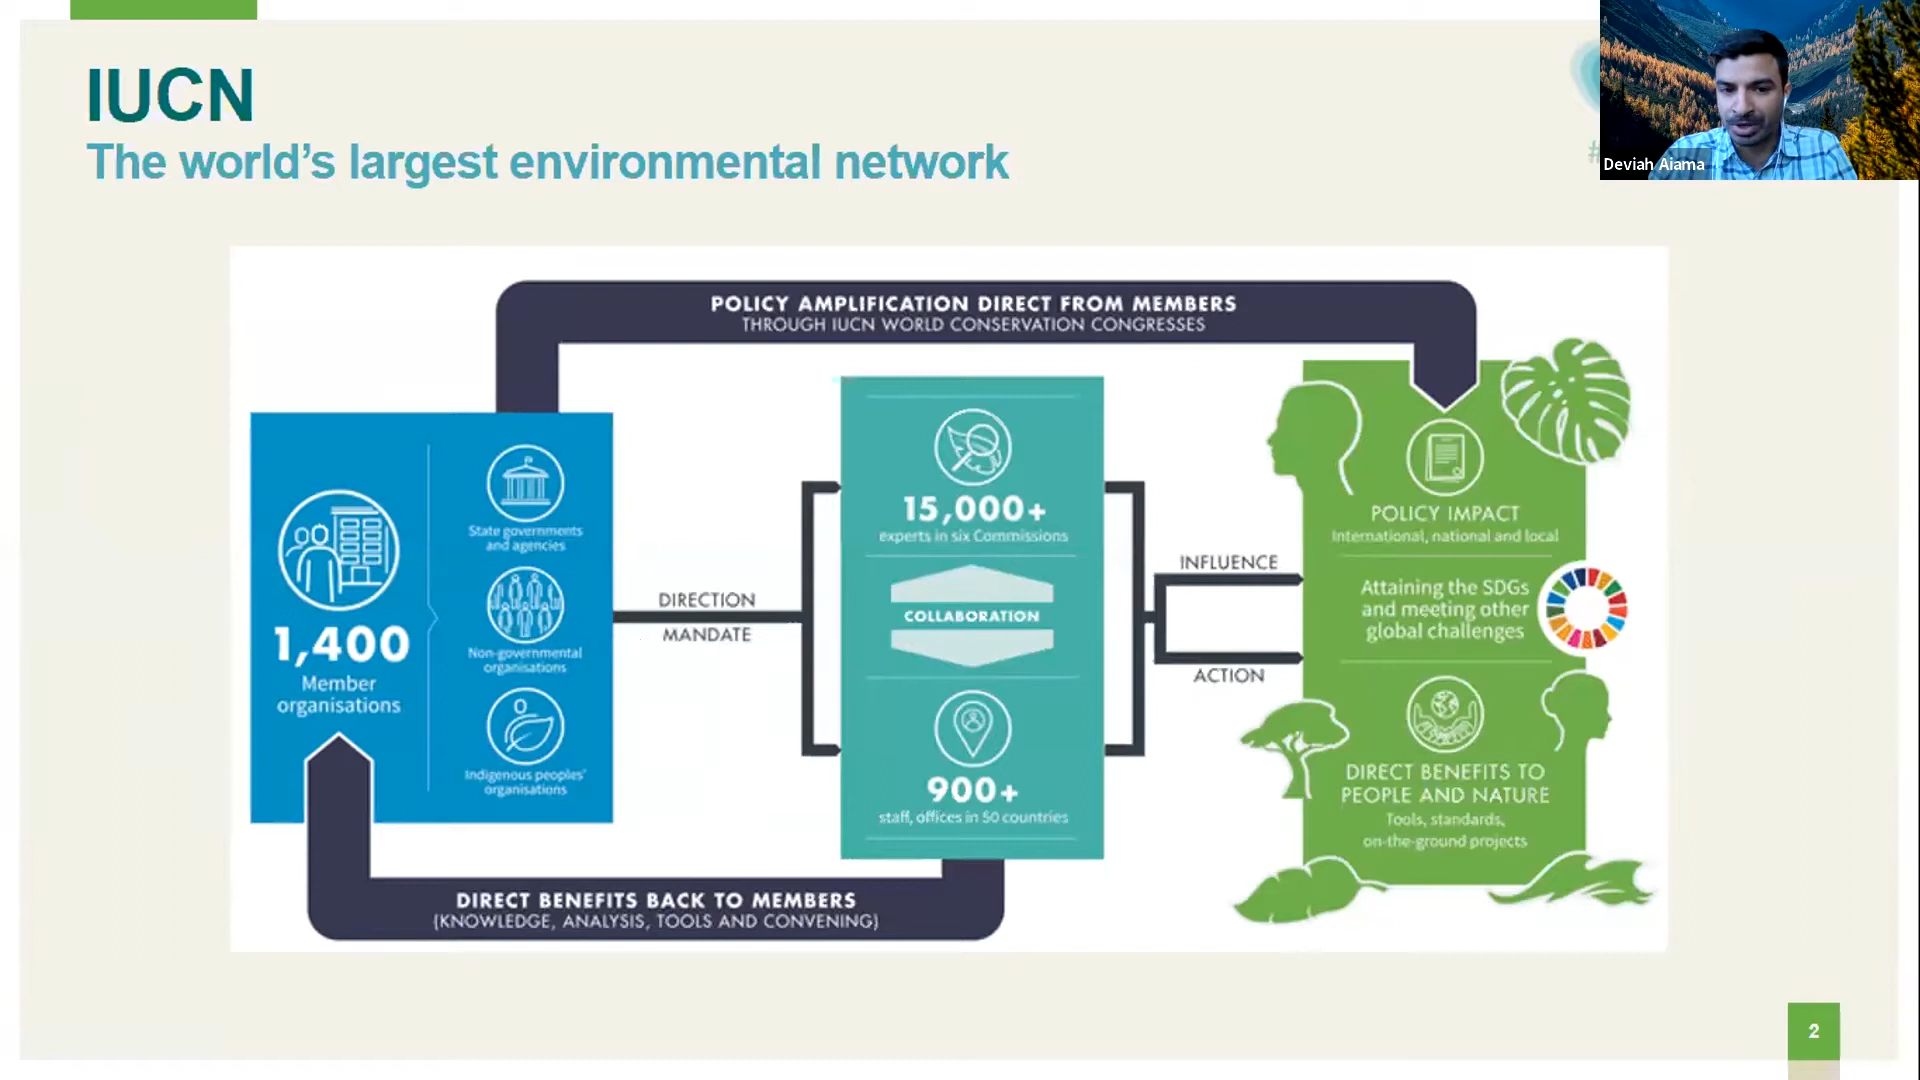 IUCN
The world's largest environmental network
Deviah Aiama
#
POLICY AMPLIFICATION DIRECT FROM MEMBERS
THROUGH IUCN WORLD CONSERVATION CONGRESSES
1,400
Member
organisations
State governments
and agencies
Non-governmental
organisations
Indigenous peoples'
organisations
DIRECTION
MANDATE
15,000+
experts in six Commissions
COLLABORATION
900+
staff, offices in 50 countries
INFLUENCE
ACTION
POLICY IMPACT
International, national and local
Attaining the SDGs
and meeting other
global challenges
DIRECT BENEFITS TO
PEOPLE AND NATURE
Tools, standards,
on-the-ground projects
DIRECT BENEFITS BACK TO MEMBERS
(KNOWLEDGE, ANALYSIS, TOOLS AND CONVENING)
2